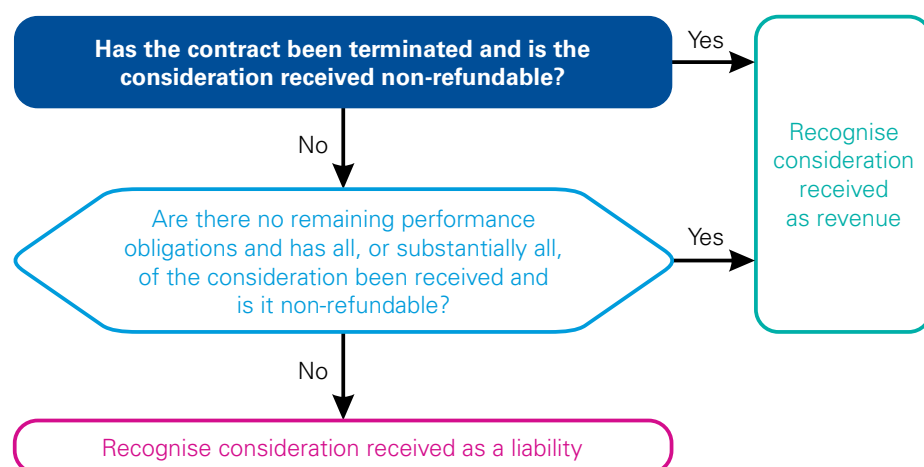 Has the contract been terminated and is the
consideration received non-refundable?
Yes
No
Recognise
consideration
received
as revenue
Are there no remaining performance
obligations and has all, or substantially all,
of the consideration been received and
is it non-refundable?
Yes
No
Recognise consideration received as a liability